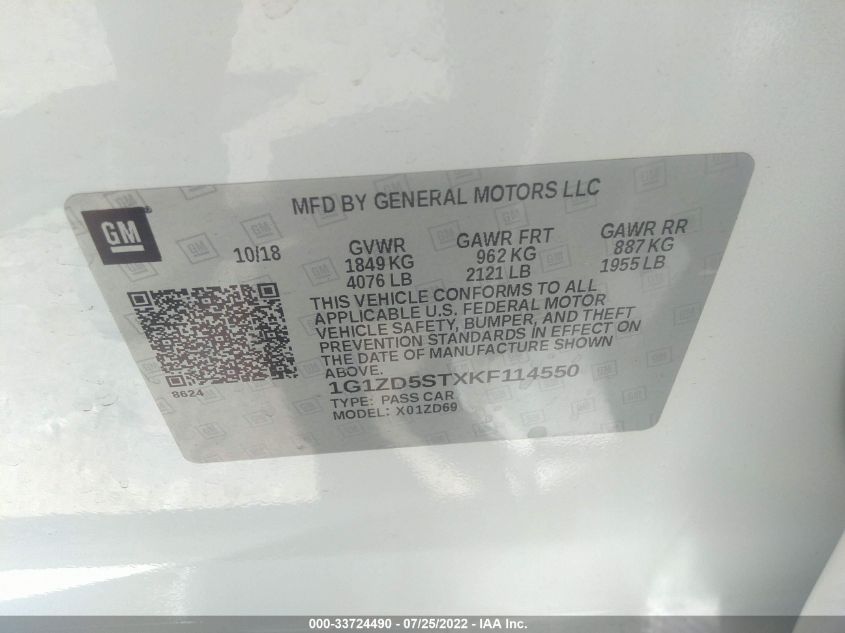 MFD BY GENERAL MOTORS LLC
GM®
10/18
GVWR
1849 KG
4076 LB
GAWR FRT
962 KG
2121 LB
GAWR RR
887 KG
1955 LB
THIS VEHICLE CONFORMS TO ALL
APPLICABLE U.S. FEDERAL MOTOR
VEHICLE SAFETY, BUMPER, AND THEFT
PREVENTION STANDARDS IN EFFECT ON
THE DATE OF MANUFACTURE SHOWN
ABOVE.
8624
1G1ZD5STXKF114550
TYPE: PASS CAR
MODEL: X01ZD69
000-33724490 - 07/25/2022 - IAA Inc.